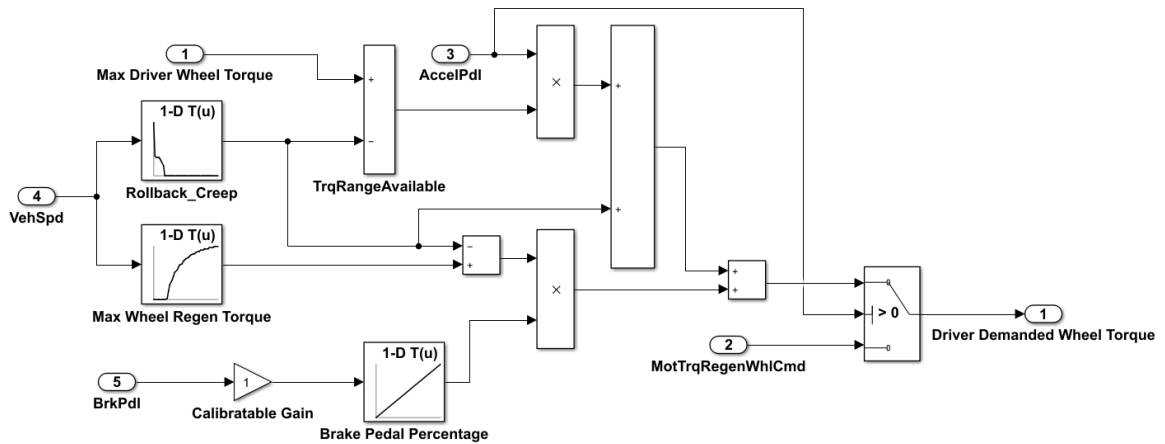 1
Max Driver Wheel Torque
3
AccelPdl
×
+
−
TrqRangeAvailable
+
+
1-D T(u)
Rollback_Creep
4
VehSpd
1-D T(u)
Max Wheel Regen Torque
−
+
×
+
+
> 0
1
Driver Demanded Wheel Torque
2
MotTrqRegenWhlCmd
5
BrkPdl
1
Calibratable Gain
1-D T(u)
Brake Pedal Percentage